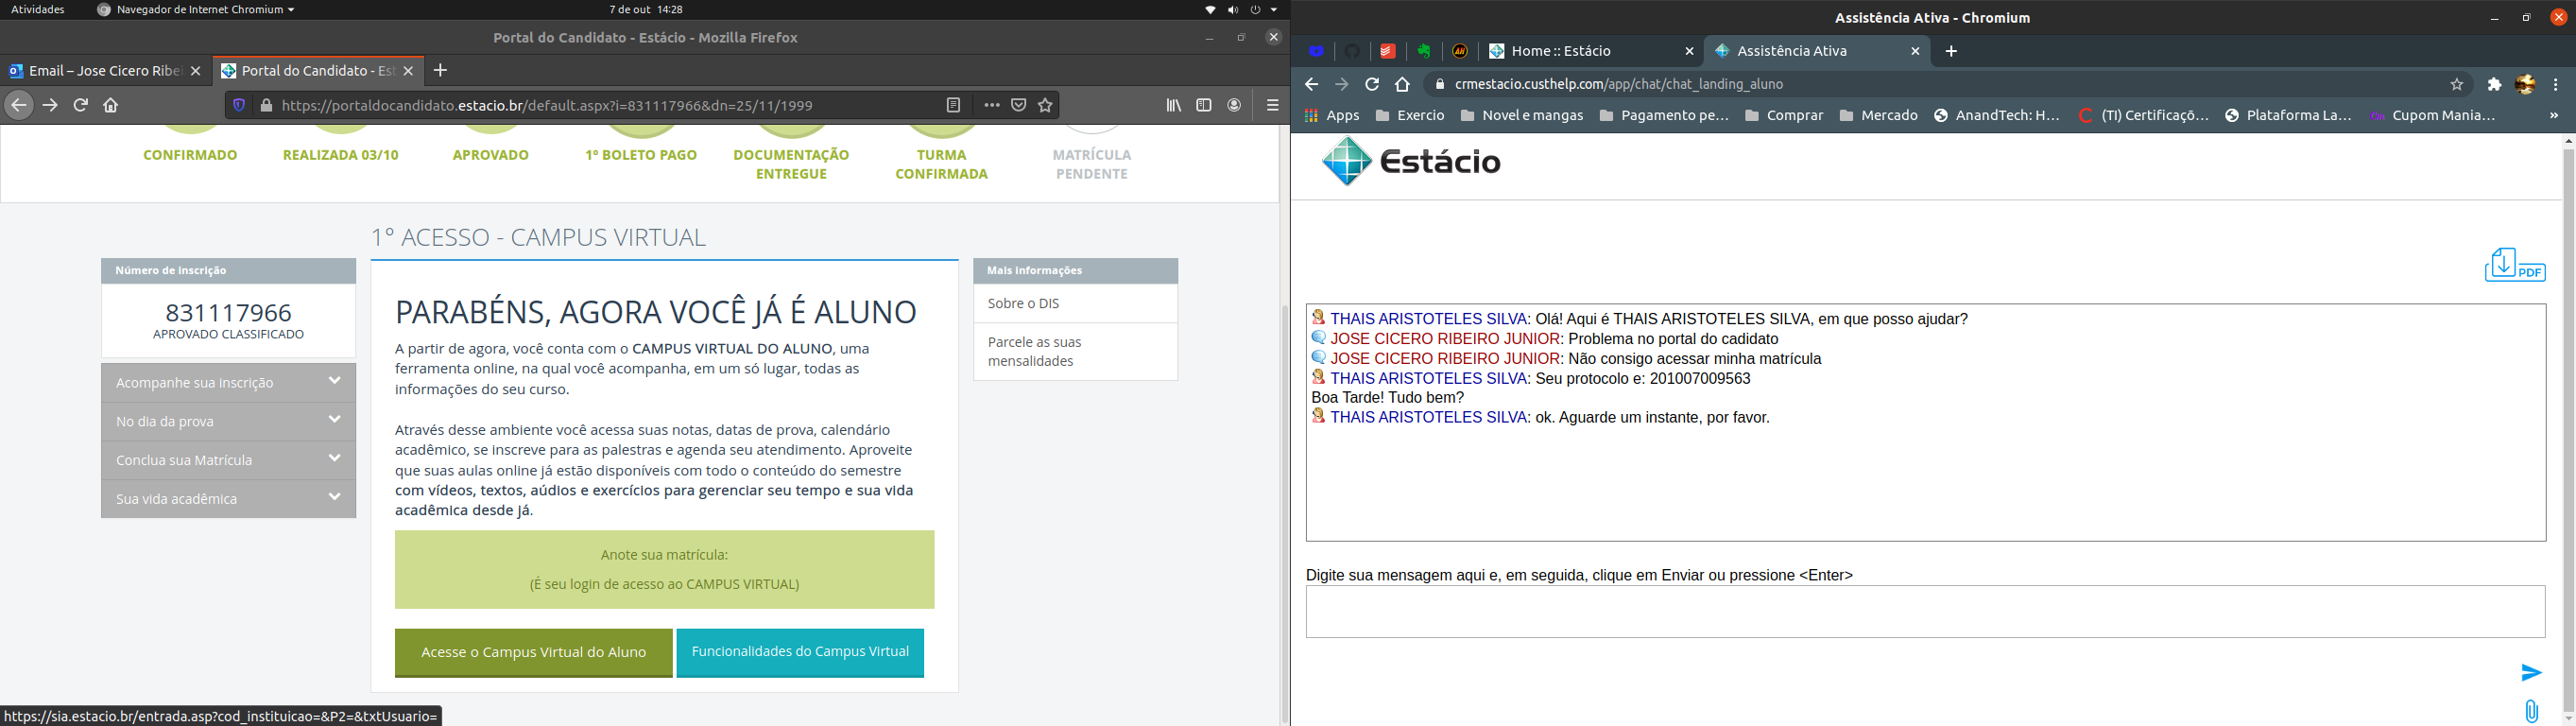 Atividades
Navegador de Internet Chromium
7 de out 14:28
Portal do Candidato - Estácio - Mozilla Firefox
Email – Jose Cicero Ribei
Portal do Candidato - Est
https://portaldocandidato.estacio.br/default.aspx?i=831117966&dn=25/11/1999
CONFIRMADO
REALIZADA 03/10
APROVADO
1º BOLETO PAGO
DOCUMENTAÇÃO
ENTREGUE
TURMA
CONFIRMADA
MATRÍCULA
PENDENTE
1º ACESSO - CAMPUS VIRTUAL
Número de inscrição
831117966
APROVADO CLASSIFICADO
Acompanhe sua inscrição
No dia da prova
Conclua sua Matrícula
Sua vida acadêmica
PARABÉNS, AGORA VOCÊ JÁ É ALUNO
A partir de agora, você conta com o CAMPUS VIRTUAL DO ALUNO, uma
ferramenta online, na qual você acompanha, em um só lugar, todas as
informações do seu curso.
Através desse ambiente você acessa suas notas, datas de prova, calendário
acadêmico, se inscreve para as palestras e agenda seu atendimento. Aproveite
que suas aulas online já estão disponíveis com todo o conteúdo do semestre
com vídeos, textos, aúdios e exercícios para gerenciar seu tempo e sua vida
acadêmica desde já.
Anote sua matrícula:
(É seu login de acesso ao CAMPUS VIRTUAL)
Acesse o Campus Virtual do Aluno
Funcionalidades do Campus Virtual
Mais informações
Sobre o DIS
Parcele as suas
mensalidades
https://sia.estacio.br/entrada.asp?cod_instituicao=&P2=&txtUsuario=
Assistência Ativa - Chromium
Home :: Estácio
Assistência Ativa
crmestacio.custhelp.com/app/chat/chat_landing_aluno
Apps
Exercio
Novel e mangas
Pagamento pe...
Comprar
Mercado
AnandTech: H...
(TI) Certificaçõ...
Plataforma La...
Cupom Mania...
»
Estácio
PDF
THAIS ARISTOTELES SILVA: Olá! Aqui é THAIS ARISTOTELES SILVA, em que posso ajudar?
JOSE CICERO RIBEIRO JUNIOR: Problema no portal do cadidato
JOSE CICERO RIBEIRO JUNIOR: Não consigo acessar minha matrícula
THAIS ARISTOTELES SILVA: Seu protocolo e: 201007009563
Boa Tarde! Tudo bem?
THAIS ARISTOTELES SILVA: ok. Aguarde um instante, por favor.
Digite sua mensagem aqui e, em seguida, clique em Enviar ou pressione <Enter>